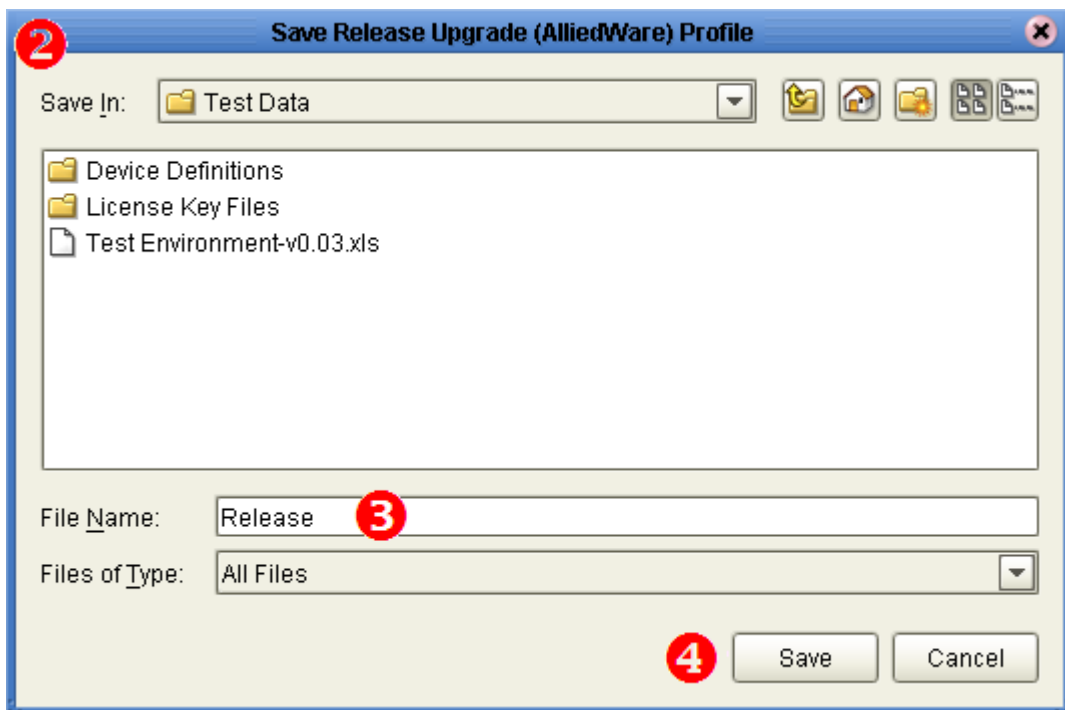 2 Save Release Upgrade (AlliedWare) Profile
Save In: Test Data
Device Definitions
License Key Files
Test Environment-v0.03.xls
File Name: Release 3
Files of Type: All Files
4 Save Cancel